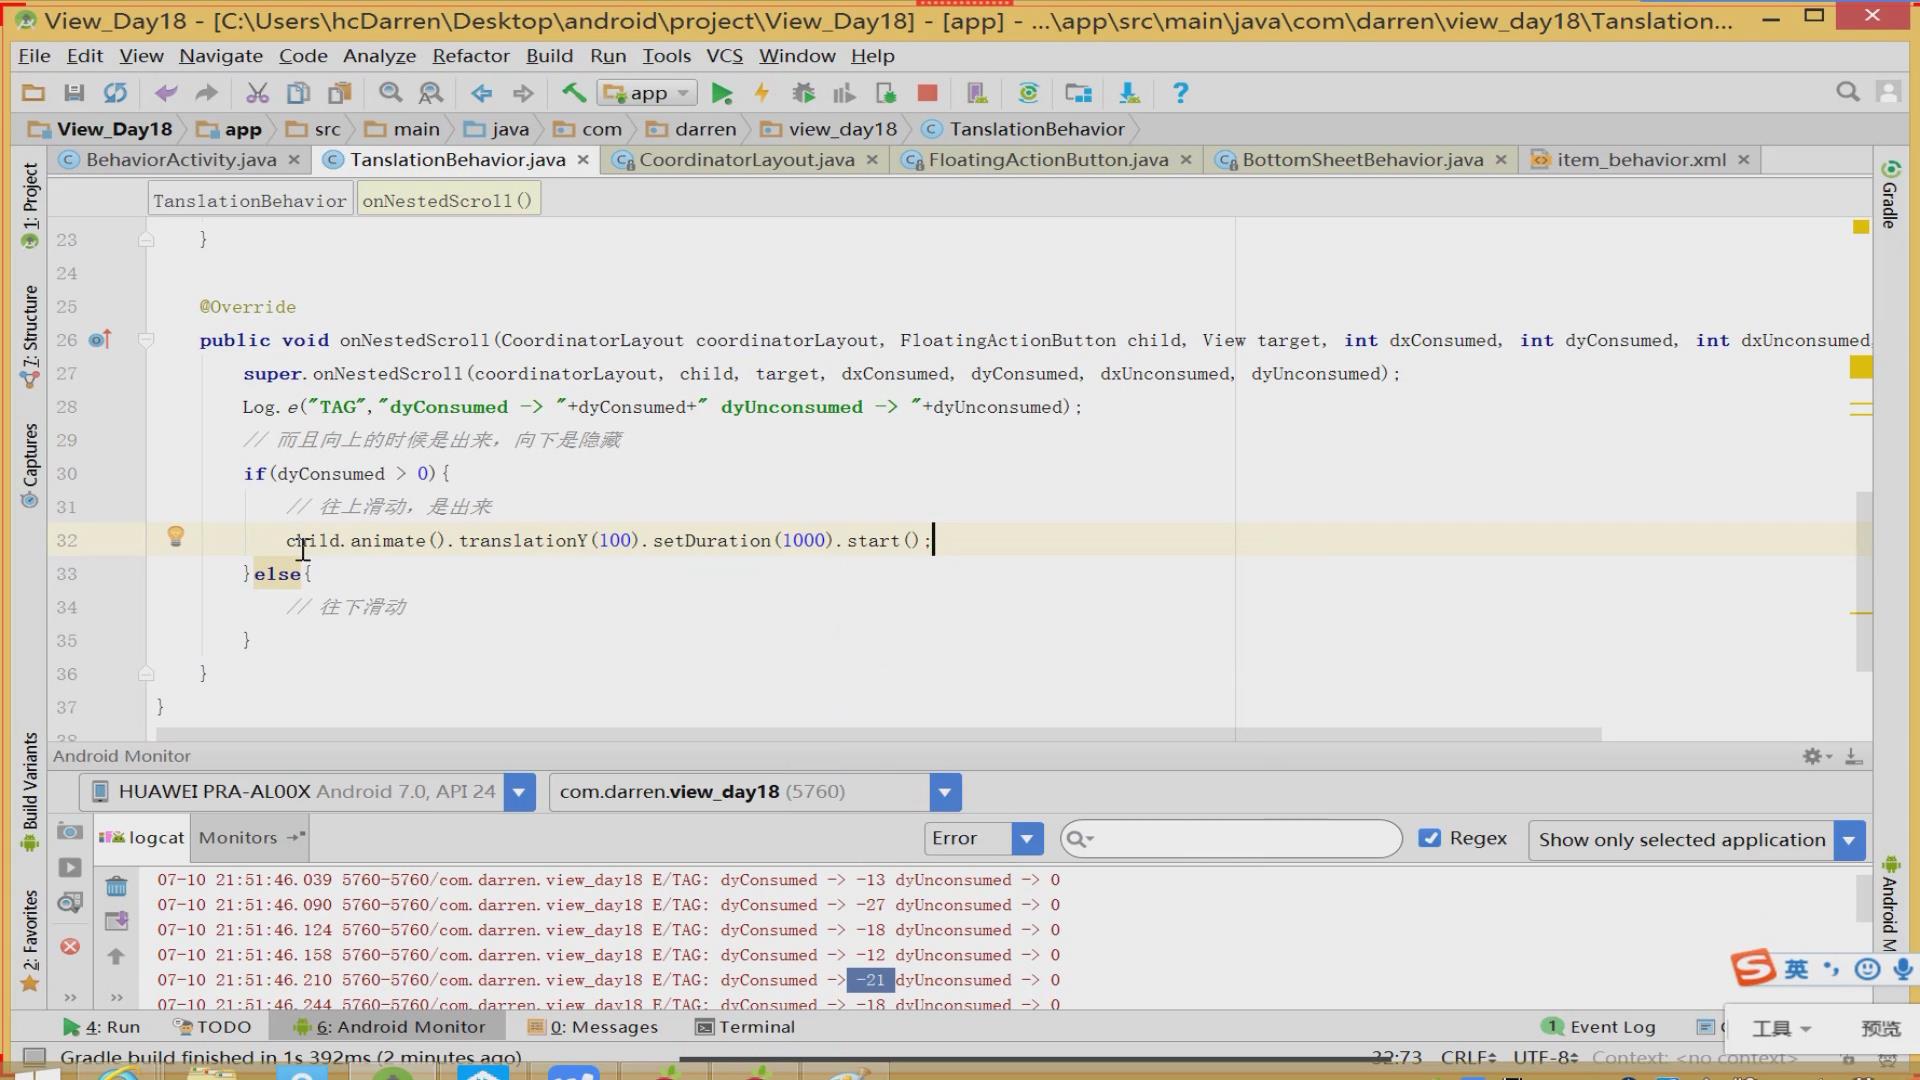 View_Day18 - [C:\Users\hcDarren\Desktop\android\project\View_Day18] - [app] - ...\app\src\main\java\com\darren\view_day18\Tanslation...
File Edit View Navigate Code Analyze Refactor Build Run Tools VCS Window Help
app
View_Day18 app src main java com darren view_day18 TanslationBehavior
BehaviorActivity.java TanslationBehavior.java CoordinatorLayout.java FloatingActionButton.java BottomSheetBehavior.java item_behavior.xml
TanslationBehavior onNestedScroll()
23 }
24
25 @Override
26 public void onNestedScroll(CoordinatorLayout coordinatorLayout, FloatingActionButton child, View target, int dxConsumed, int dyConsumed, int dxUnconsumed,
27 super.onNestedScroll(coordinatorLayout, child, target, dxConsumed, dyConsumed, dxUnconsumed, dyUnconsumed);
28 Log.e("TAG","dyConsumed -> "+dyConsumed+" dyUnconsumed -> "+dyUnconsumed);
29 // 而且向上的时候是出来，向下是隐藏
30 if(dyConsumed > 0){
31 // 往上滑动，是出来
32 child.animate().translationY(100).setDuration(1000).start();
33 }else{
34 // 往下滑动
35 }
36 }
37 }
38
1: Project
7: Structure
Captures
Build Variants
2: Favorites
Gradle
Android M
Android Monitor
HUAWEI PRA-AL00X Android 7.0, API 24 com.darren.view_day18 (5760)
logcat Monitors Error Regex Show only selected application
07-10 21:51:46.039 5760-5760/com.darren.view_day18 E/TAG: dyConsumed -> -13 dyUnconsumed -> 0
07-10 21:51:46.090 5760-5760/com.darren.view_day18 E/TAG: dyConsumed -> -27 dyUnconsumed -> 0
07-10 21:51:46.124 5760-5760/com.darren.view_day18 E/TAG: dyConsumed -> -18 dyUnconsumed -> 0
07-10 21:51:46.158 5760-5760/com.darren.view_day18 E/TAG: dyConsumed -> -12 dyUnconsumed -> 0
07-10 21:51:46.210 5760-5760/com.darren.view_day18 E/TAG: dyConsumed -> -21 dyUnconsumed -> 0
07-10 21:51:46.244 5760-5760/com.darren.view_day18 E/TAG: dyConsumed -> -18 dyUnconsumed -> 0
英
4: Run TODO 6: Android Monitor 0: Messages Terminal 1 Event Log
工具 预览
Gradle build finished in 1s 392ms (2 minutes ago) 32:73 CRLF UTF-8 Context: <no context>